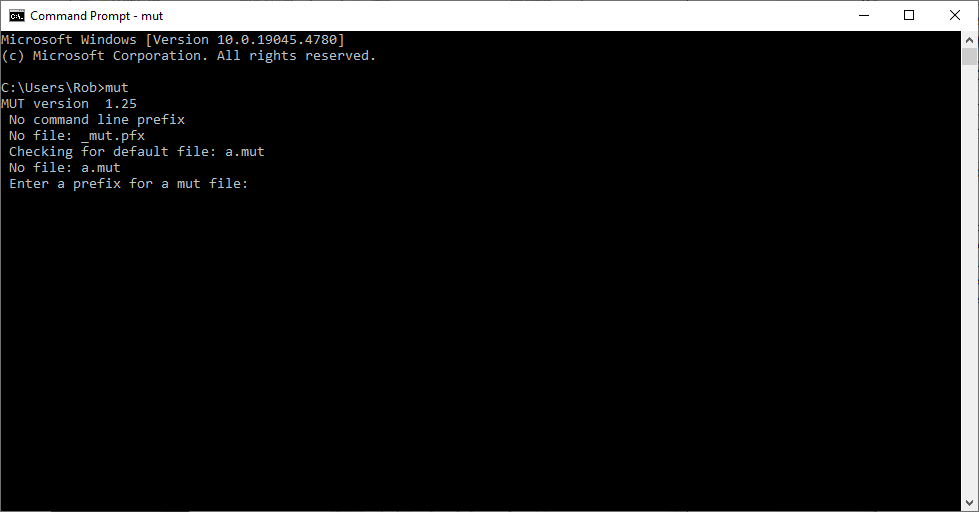 Command Prompt - mut
Microsoft Windows [Version 10.0.19045.4780]
(c) Microsoft Corporation. All rights reserved.
C:\Users\Rob>mut
MUT version  1.25
No command line prefix
No file: _mut.pfx
Checking for default file: a.mut
No file: a.mut
Enter a prefix for a mut file: